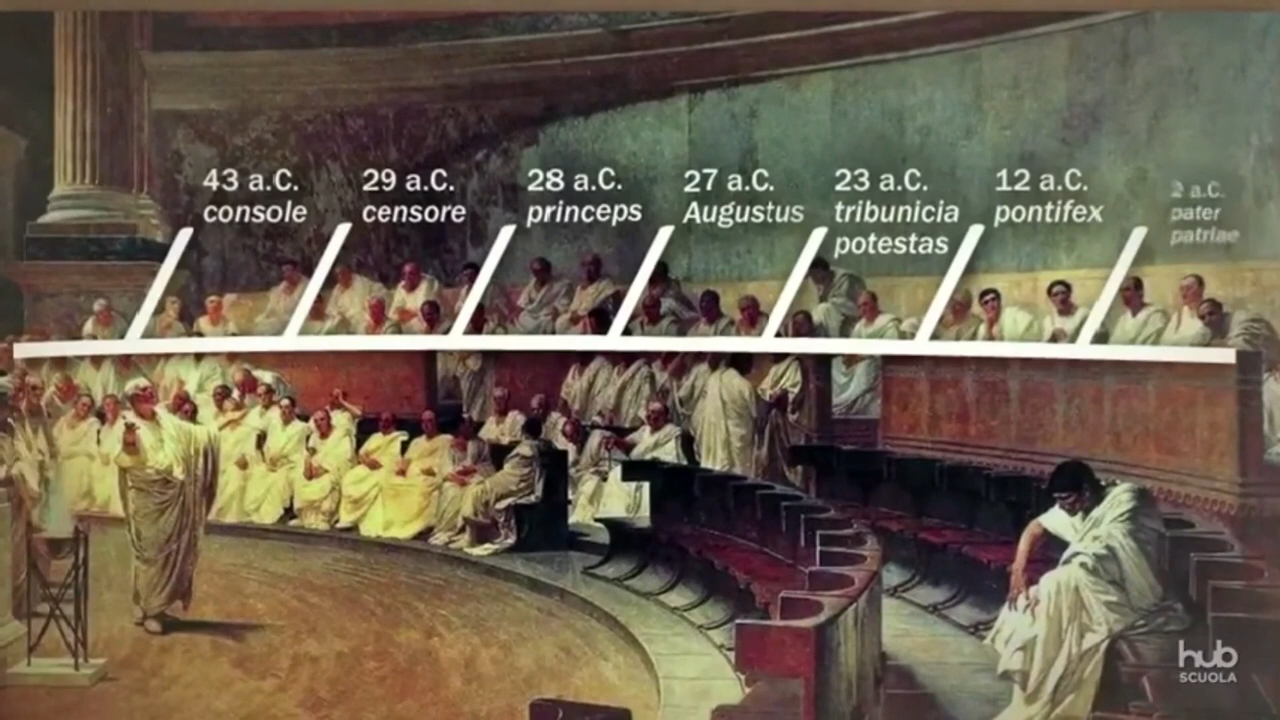 43 a.C.
console
29 a.C.
censore
28 a.C.
princeps
27 a.C.
Augustus
23 a.C.
tribunicia
potestas
12 a.C.
pontifex
2 a.C.
pater
patriae
hub
SCUOLA